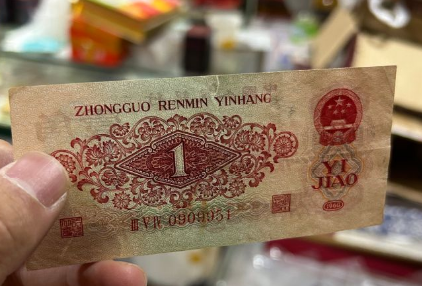 ZHONGGUO RENMIN YINHANG
1
YI
JIAO
1960